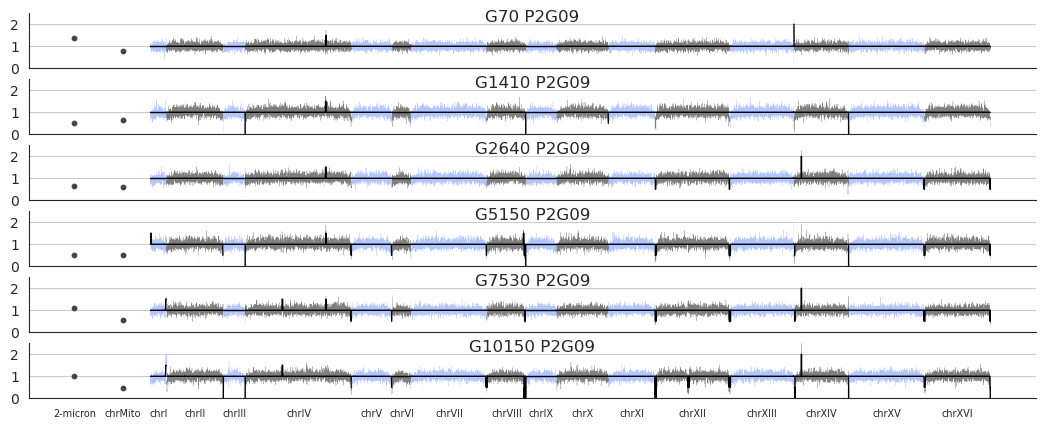 G70 P2G09
2
1
0
G1410 P2G09
2
1
0
G2640 P2G09
2
1
0
G5150 P2G09
2
1
0
G7530 P2G09
2
1
0
G10150 P2G09
2
1
0
2-micron chrMito chrI chrII chrIII chrIV chrV chrVI chrVII chrVIII chrIX chrX chrXI chrXII chrXIII chrXIV chrXV chrXVI